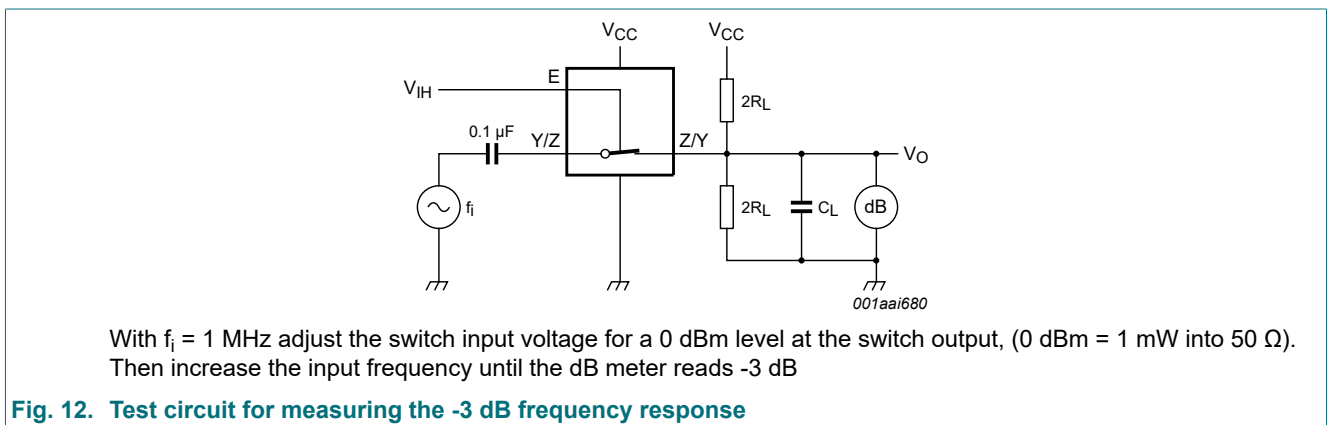 VCC VCC
E
VIH
2RL
0.1 µF Y/Z Z/Y
VO
fi 2RL CL dB
001aai680
With fi = 1 MHz adjust the switch input voltage for a 0 dBm level at the switch output, (0 dBm = 1 mW into 50 Ω).
Then increase the input frequency until the dB meter reads -3 dB
Fig. 12. Test circuit for measuring the -3 dB frequency response